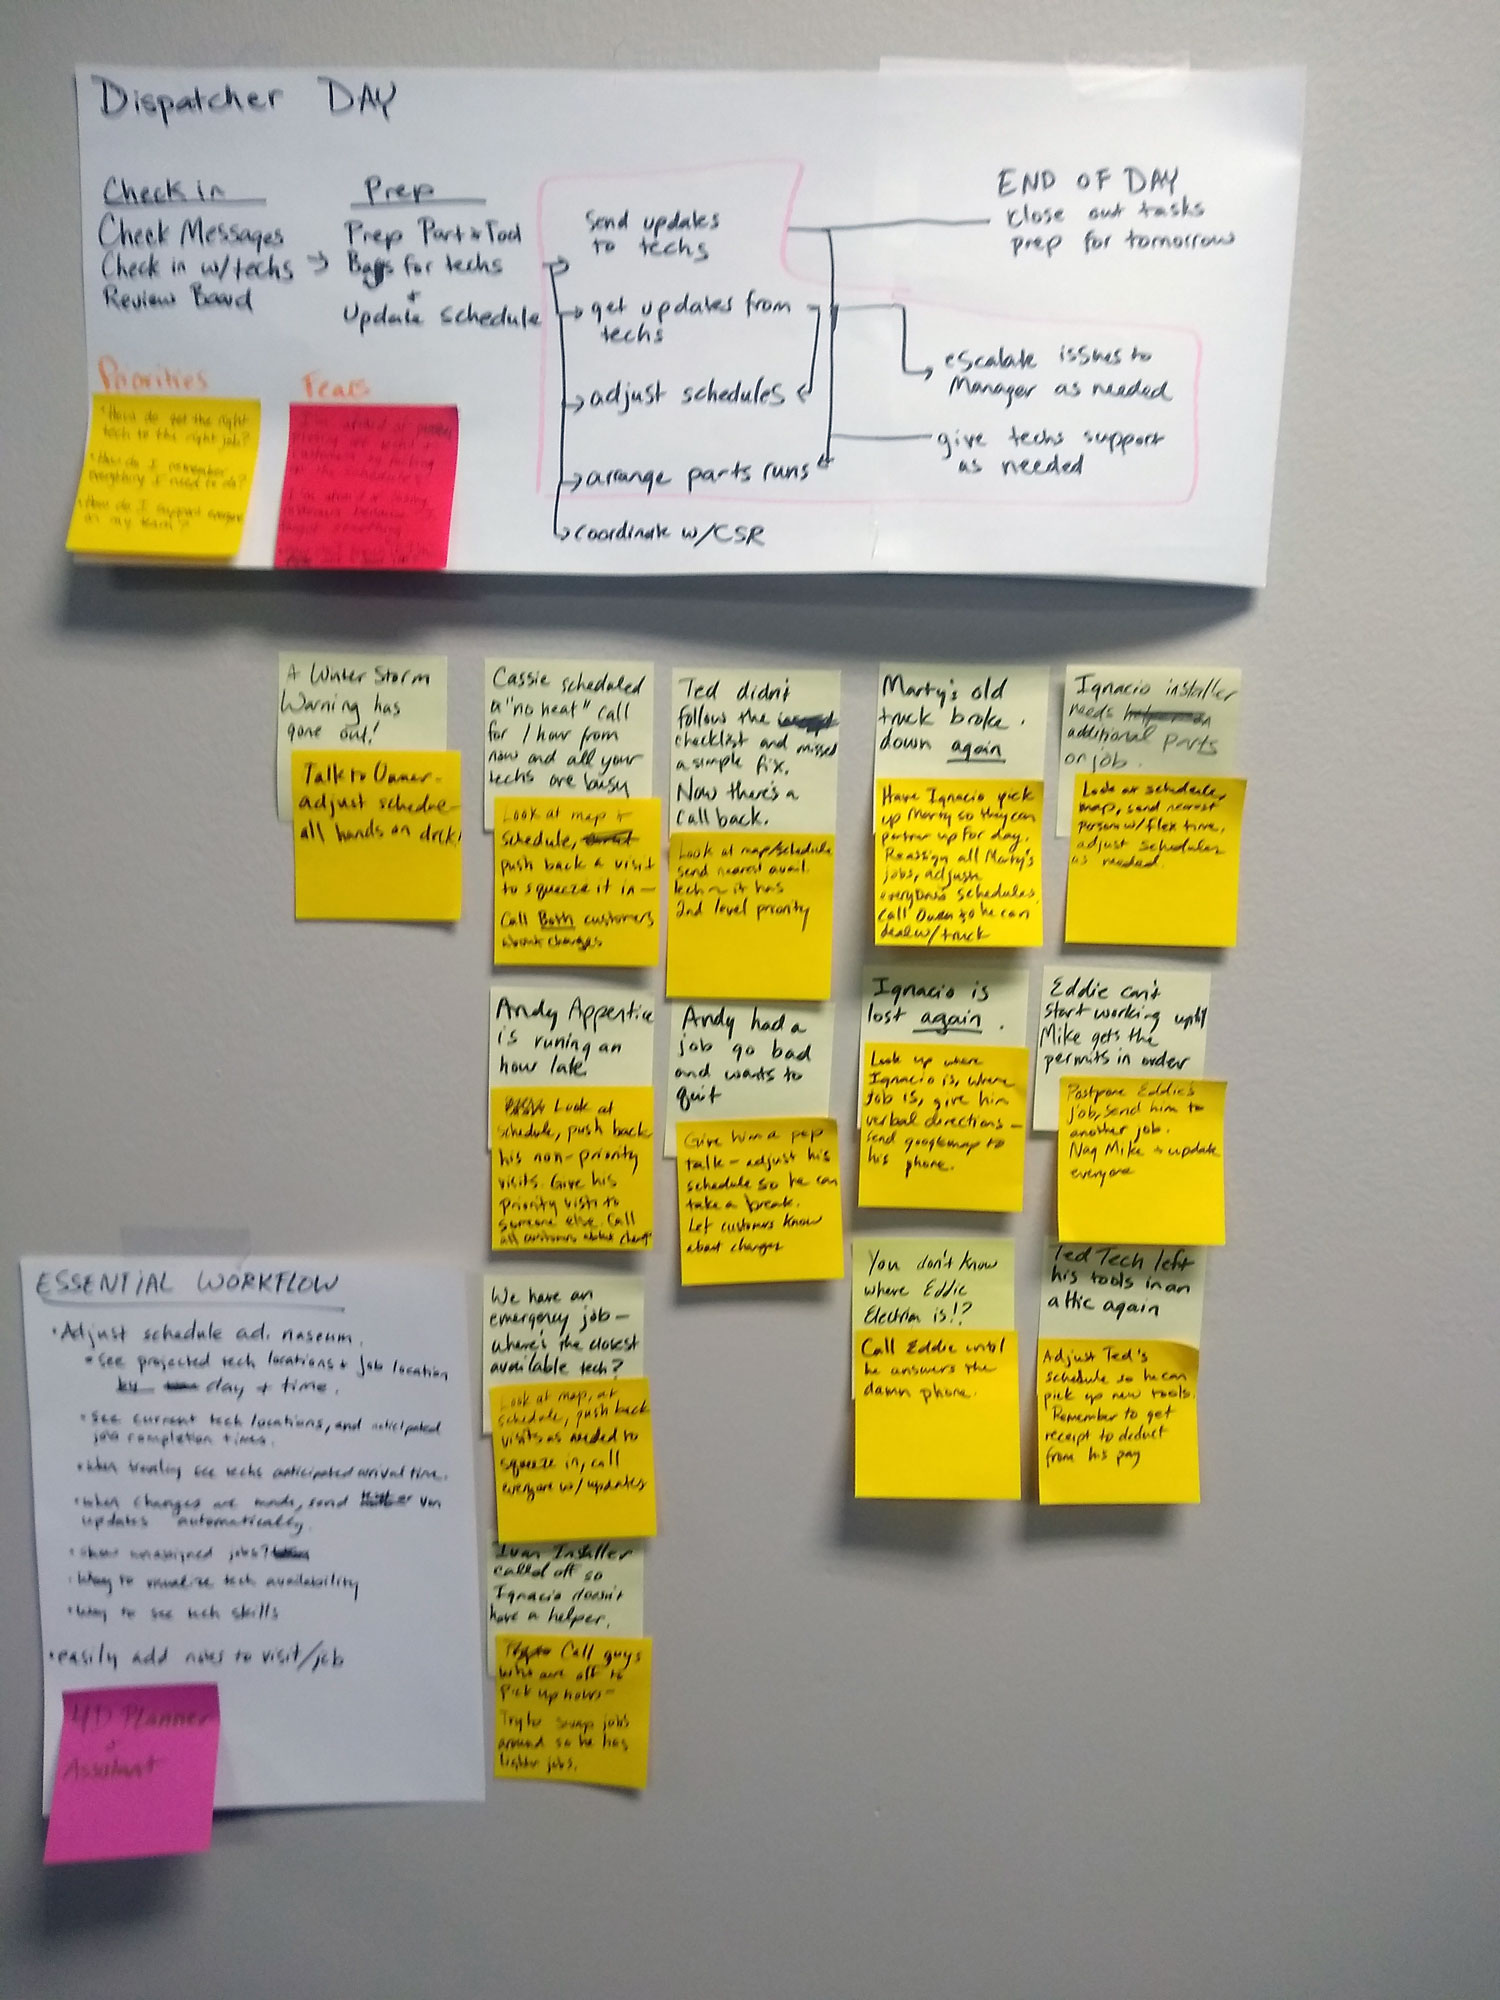 Dispatcher DAY
Check in
Check Messages
Check in w/techs
Review Board
Prep
Prep Part & Tool
Bags for techs
+
Update schedule
Send updates
to techs
get updates from
techs
adjust schedules
arrange parts runs
coordinate w/CSR
END OF DAY
close out tasks
prep for tomorrow
escalate issues to
Manager as needed
give techs support
as needed
Priorities
• How do get the right
tech to the right job?
• How do I remember
everything I need to do?
• How do I support everyone
on my team?
Fears
I'm afraid of
A Winter Storm
Warning has
gone out!
Talk to Owner -
adjust schedule -
all hands on deck!
Cassie scheduled
a "no heat" call
for 1 hour from
now and all your
techs are busy
Look at map +
schedule,
push back a visit
to squeeze it in -
Call Both customers
about changes
Ted didn't
follow the
checklist and missed
a simple fix.
Now there's a
call back.
Look at map/schedule
send nearest avail.
tech ~ it has
2nd level priority
Marty's old
truck broke
down again
Have Ignacio pick
up Marty so they can
partner up for day.
Reassign all Marty's
jobs, adjust
everyone's schedules.
Call Owner so he can
deal w/truck
Ignacio installer
needs
additional parts
on job.
Look at schedules,
map, send nearest
person w/flex time,
adjust schedules
as needed.
Andy Apprentice
is runing an
hour late
Look at
schedule, push back
his non-priority
visits. Give his
priority visit to
someone else. Call
all customers about
Andy had a
job go bad
and wants to
quit
Give him a pep
talk - adjust his
schedule so he can
take a break.
Let customers know
about changes
Ignacio is
lost again.
Look up where
Ignacio is, where
job is, give him
verbal directions -
send googlemap to
his phone.
Eddie can't
start working until
Mike gets the
permits in order
Postpone Eddie's
job, send him to
another job.
Nag Mike + update
everyone
We have an
emergency job -
where's the closest
available tech?
Look at map, at
schedule, push back
visits as needed to
squeeze in, call
everyone w/updates
You don't know
where Eddie
Electrian is!?
Call Eddie until
he answers the
damn phone.
Ted Tech left
his tools in an
attic again
Adjust Ted's
schedule so he can
pick up new tools.
Remember to get
receipt to deduct
from his pay
Ivan Installer
called off so
Ignacio doesn't
have a helper.
Call guys
who are off to
pick up hours -
Try to swap jobs
around so he has
lighter jobs.
ESSENTIAL WORKFLOW
• Adjust schedule ad. naseum.
• see projected tech locations + job location
day + time.
• see current tech locations, and anticipated
job completion times.
• when traveling see techs anticipated arrival time.
• when changes are made, send
updates automatically.
• show unassigned jobs?
• Way to visualize tech availability
• Way to see tech skills
• easily add notes to visit/job
4D Planner
+
Assistant